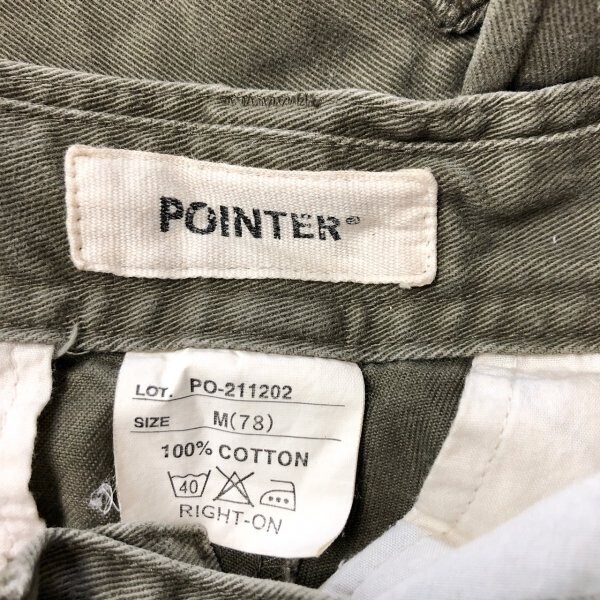 POINTER®
LOT. PO-211202
SIZE M(78)
100% COTTON
40
RIGHT-ON